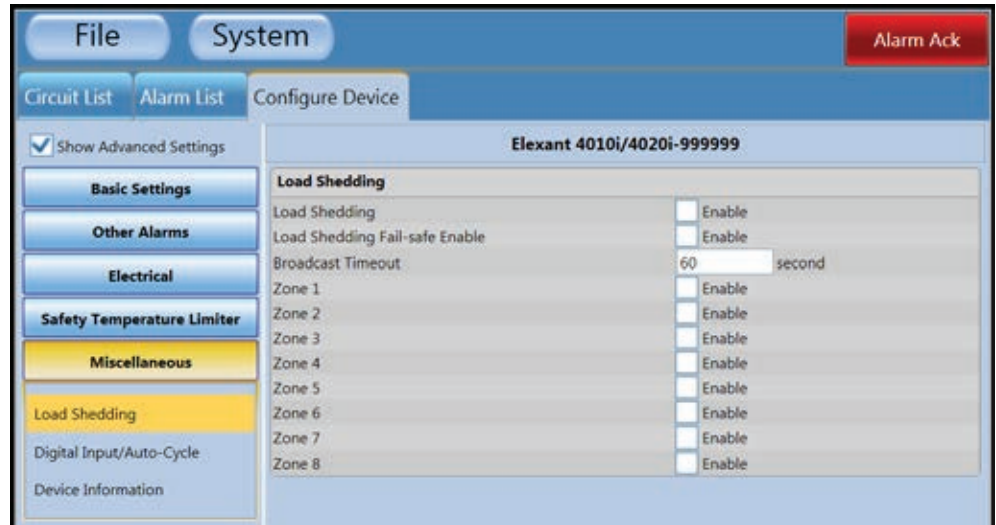 File System Alarm Ack
Circuit List Alarm List Configure Device
Show Advanced Settings
Elexant 4010i/4020i-999999
Basic Settings
Other Alarms
Electrical
Safety Temperature Limiter
Miscellaneous
Load Shedding
Digital Input/Auto-Cycle
Device Information
Load Shedding
Load Shedding Enable
Load Shedding Fail-safe Enable Enable
Broadcast Timeout 60 second
Zone 1 Enable
Zone 2 Enable
Zone 3 Enable
Zone 4 Enable
Zone 5 Enable
Zone 6 Enable
Zone 7 Enable
Zone 8 Enable